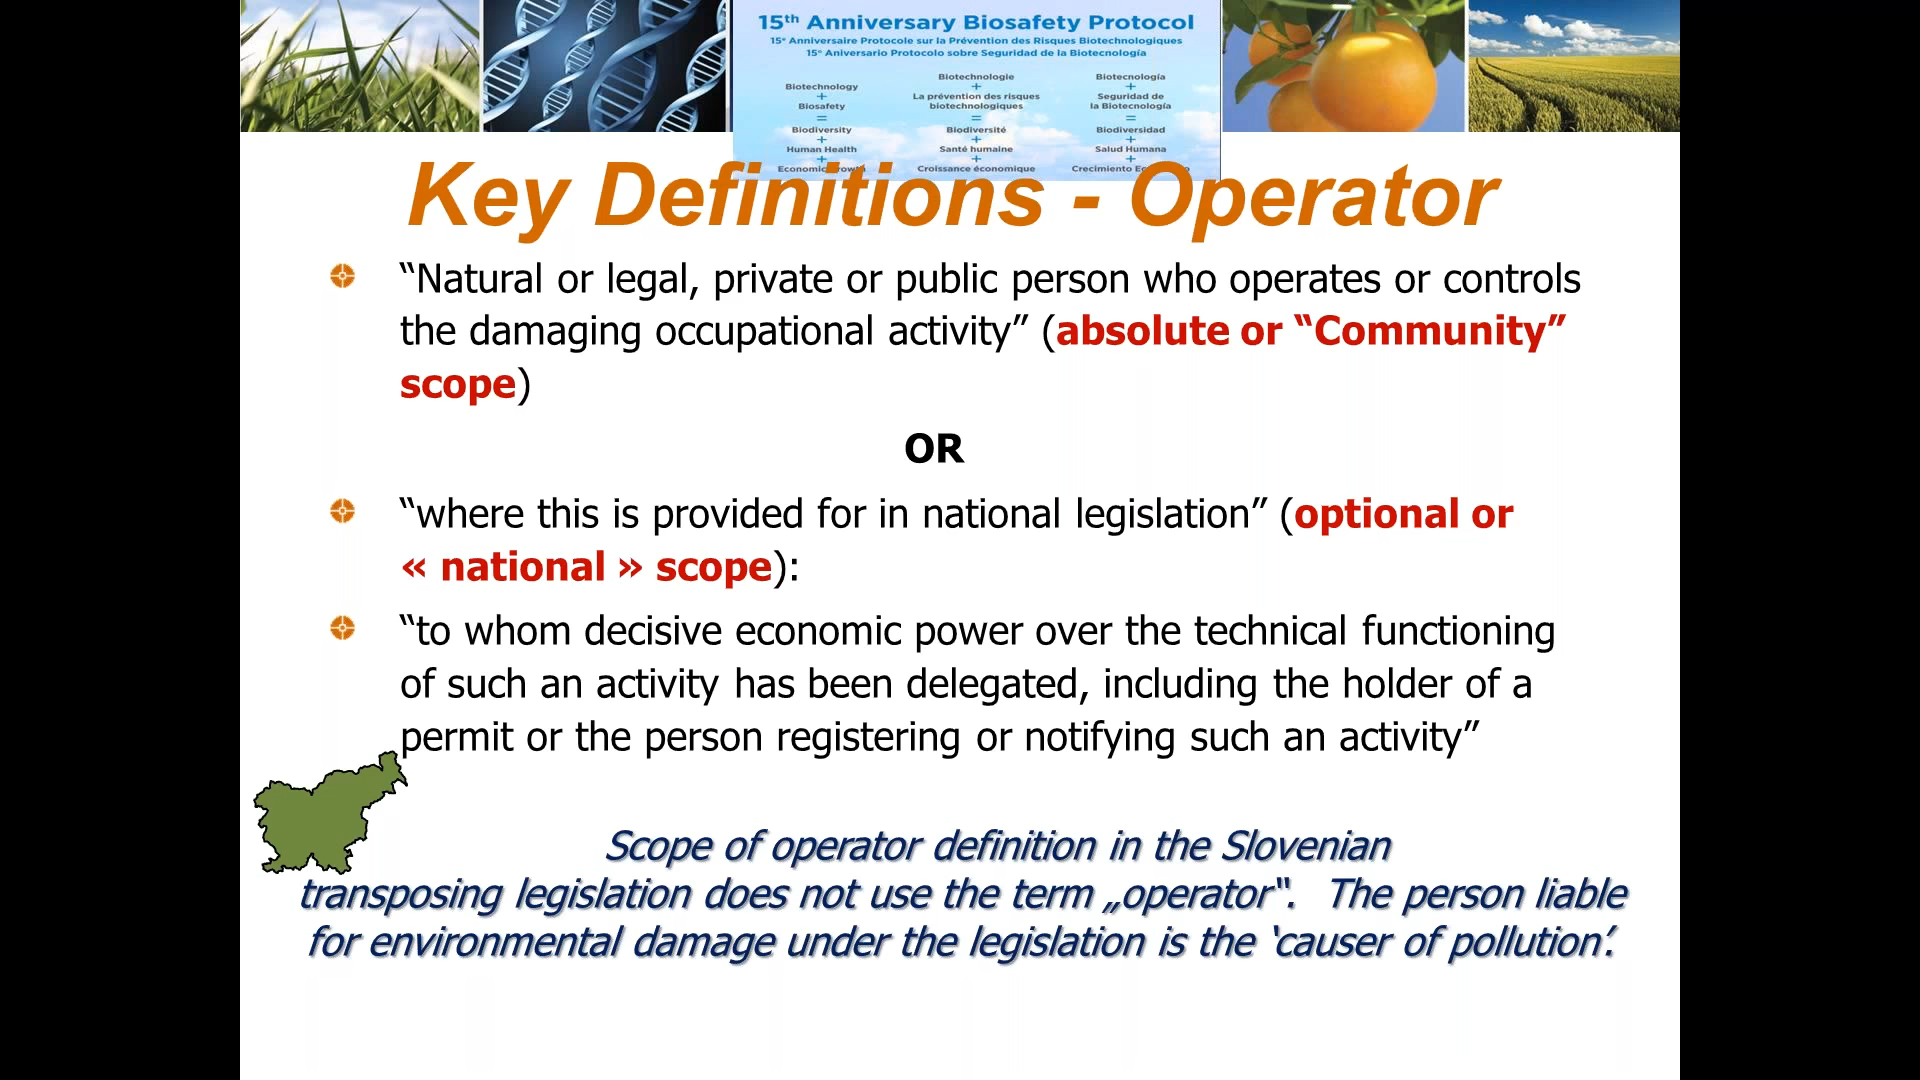 15th Anniversary Biosafety Protocol
15e Anniversaire Protocole sur la Prévention des Risques Biotechnologiques
15o Aniversario Protocolo sobre Seguridad de la Biotecnología
Biotechnology
+
Biosafety
=
Biodiversity
+
Human Health
+
Economic Growth
Biotechnologie
+
La prévention des risques
biotechnologiques
=
Biodiversité
+
Santé humaine
+
Croissance économique
Biotecnología
+
Seguridad de
la Biotecnología
=
Biodiversidad
+
Salud Humana
+
Crecimiento
Key Definitions - Operator
“Natural or legal, private or public person who operates or controls
the damaging occupational activity” (absolute or “Community”
scope)
OR
“where this is provided for in national legislation” (optional or
« national » scope):
“to whom decisive economic power over the technical functioning
of such an activity has been delegated, including the holder of a
permit or the person registering or notifying such an activity”
Scope of operator definition in the Slovenian
transposing legislation does not use the term „operator“. The person liable
for environmental damage under the legislation is the ‘causer of pollution’.